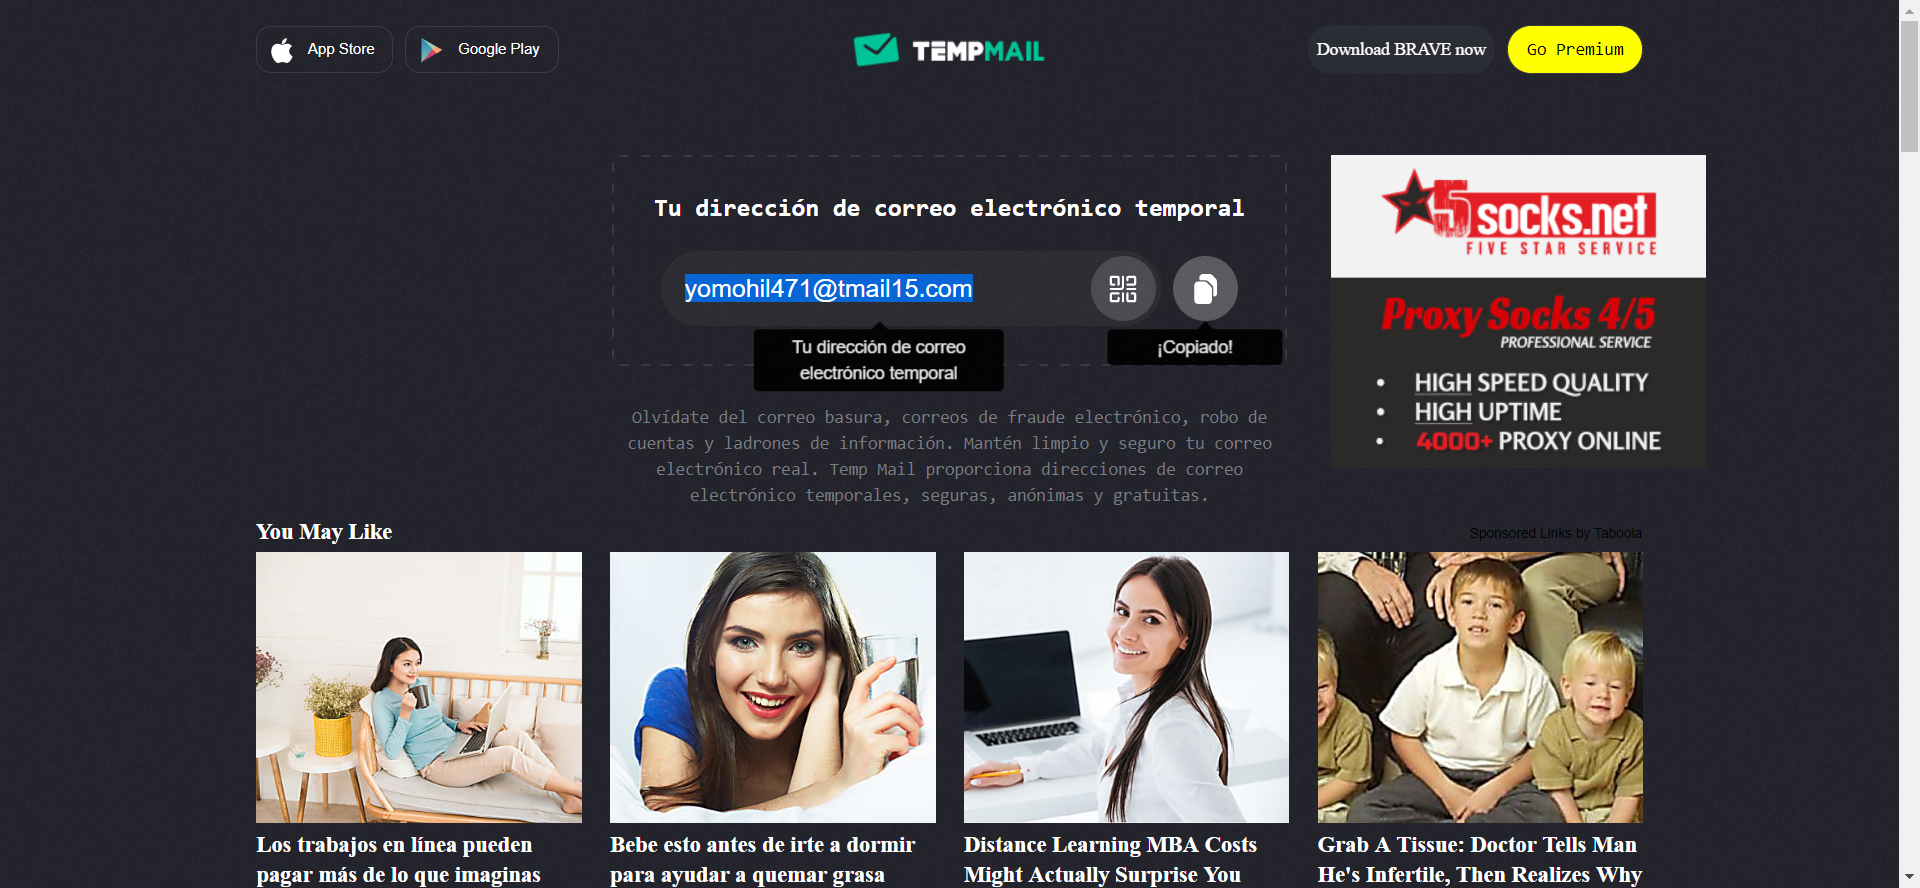 App Store
Google Play
TEMPMAIL
Download BRAVE now
Go Premium
Tu dirección de correo electrónico temporal
yomohil471@tmail15.com
Tu dirección de correo
electrónico temporal
¡Copiado!
Olvídate del correo basura, correos de fraude electrónico, robo de
cuentas y ladrones de información. Mantén limpio y seguro tu correo
electrónico real. Temp Mail proporciona direcciones de correo
electrónico temporales, seguras, anónimas y gratuitas.
5socks.net
FIVE STAR SERVICE
Proxy Socks 4/5
PROFESSIONAL SERVICE
• HIGH SPEED QUALITY
• HIGH UPTIME
• 4000+ PROXY ONLINE
You May Like
Sponsored Links by Taboola
Los trabajos en línea pueden
pagar más de lo que imaginas
Bebe esto antes de irte a dormir
para ayudar a quemar grasa
Distance Learning MBA Costs
Might Actually Surprise You
Grab A Tissue: Doctor Tells Man
He's Infertile, Then Realizes Why